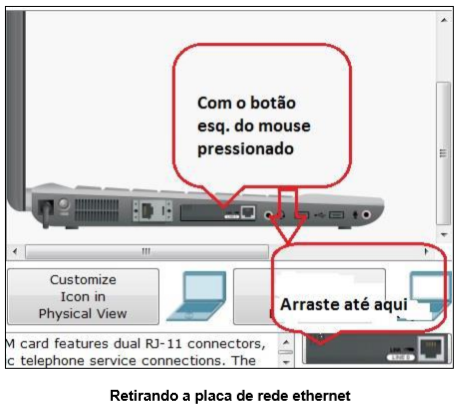 Com o botão
esq. do mouse
pressionado
Customize
Icon in
Physical View
Arraste até aqui
M card features dual RJ-11 connectors,
c telephone service connections. The
Retirando a placa de rede ethernet